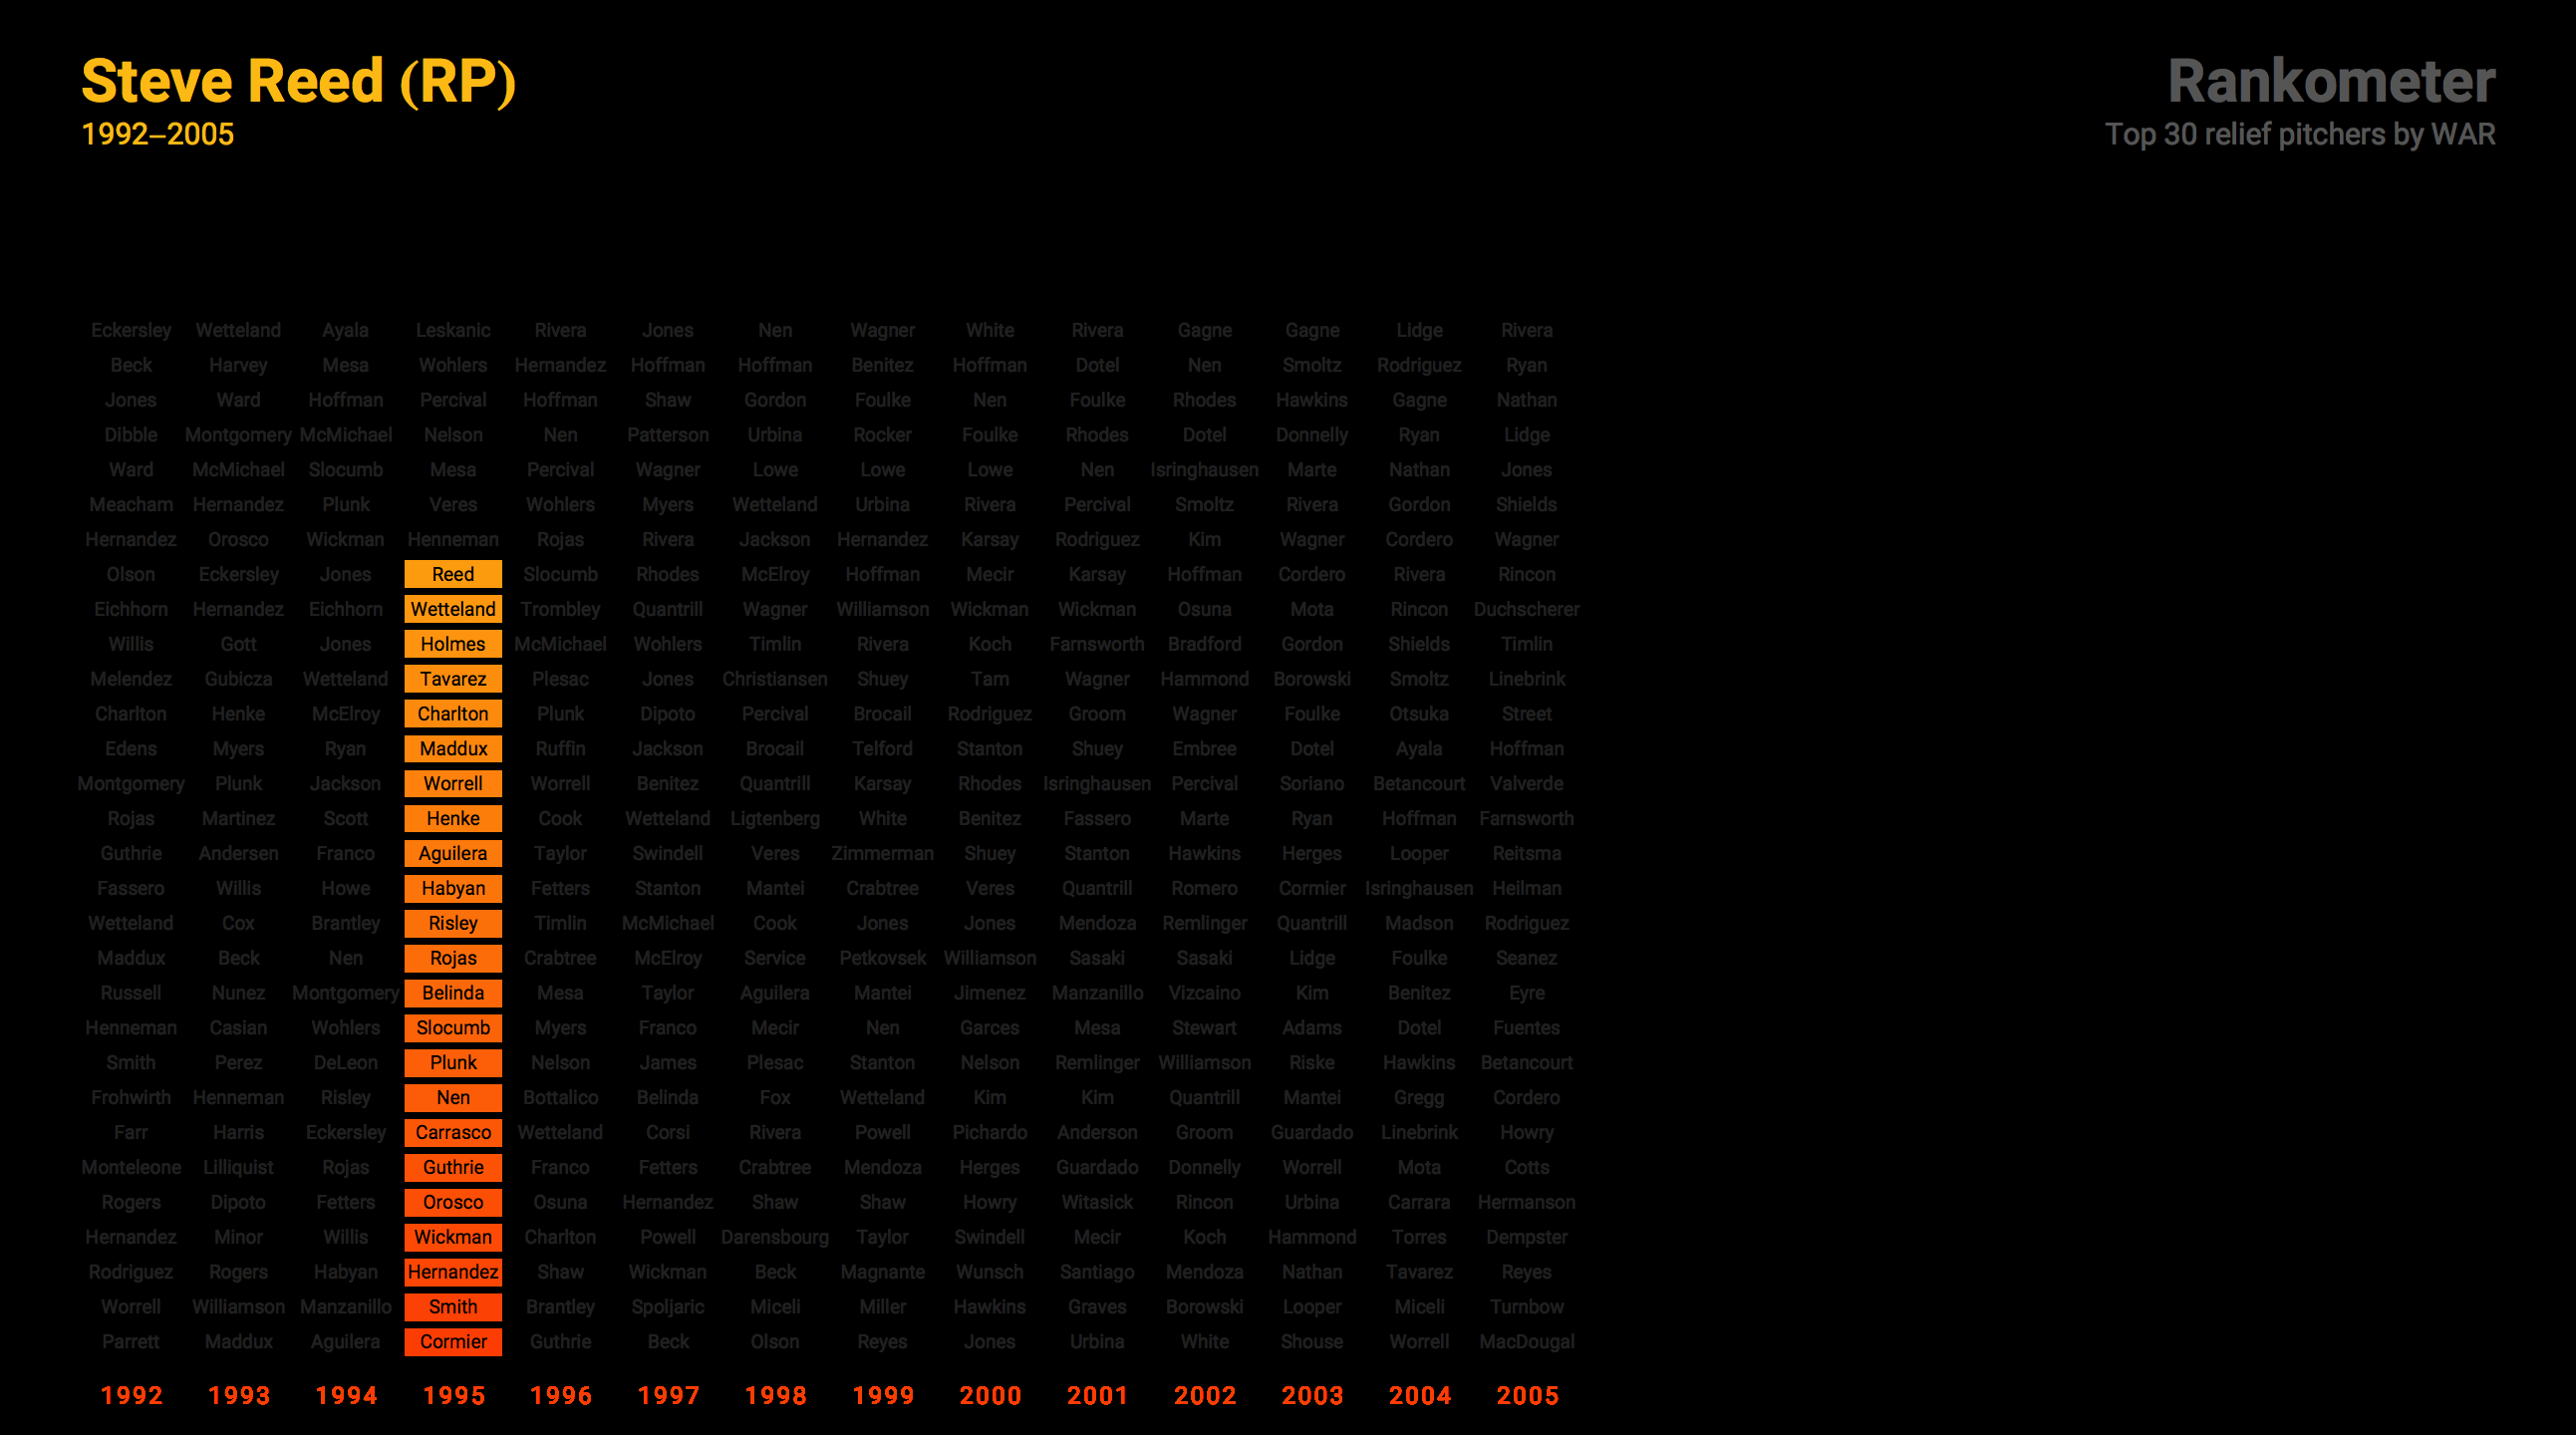 Steve Reed (RP)
1992–2005
Rankometer
Top 30 relief pitchers by WAR
Eckersley Wetteland Ayala Leskanic Rivera Jones Nen Wagner White Rivera Gagne Gagne Lidge Rivera
Beck Harvey Mesa Wohlers Hernandez Hoffman Hoffman Benitez Hoffman Dotel Nen Smoltz Rodriguez Ryan
Jones Ward Hoffman Percival Hoffman Shaw Gordon Foulke Nen Foulke Rhodes Hawkins Gagne Nathan
Dibble Montgomery McMichael Nelson Nen Patterson Urbina Rocker Foulke Rhodes Dotel Donnelly Ryan Lidge
Ward McMichael Slocumb Mesa Percival Wagner Lowe Lowe Lowe Nen Isringhausen Marte Nathan Jones
Meacham Hernandez Plunk Veres Wohlers Myers Wetteland Urbina Rivera Percival Smoltz Rivera Gordon Shields
Hernandez Orosco Wickman Henneman Rojas Rivera Jackson Hernandez Karsay Rodriguez Kim Wagner Cordero Wagner
Olson Eckersley Jones Reed Slocumb Rhodes McElroy Hoffman Mecir Karsay Hoffman Cordero Rivera Rincon
Eichhorn Hernandez Eichhorn Wetteland Trombley Quantrill Wagner Williamson Wickman Wickman Osuna Mota Rincon Duchscherer
Willis Gott Jones Holmes McMichael Wohlers Timlin Rivera Koch Farnsworth Bradford Gordon Shields Timlin
Melendez Gubicza Wetteland Tavarez Plesac Jones Christiansen Shuey Tam Wagner Hammond Borowski Smoltz Linebrink
Charlton Henke McElroy Charlton Plunk Dipoto Percival Brocail Rodriguez Groom Wagner Foulke Otsuka Street
Edens Myers Ryan Maddux Ruffin Jackson Brocail Telford Stanton Shuey Embree Dotel Ayala Hoffman
Montgomery Plunk Jackson Worrell Worrell Benitez Quantrill Karsay Rhodes Isringhausen Percival Soriano Betancourt Valverde
Rojas Martinez Scott Henke Cook Wetteland Ligtenberg White Benitez Fassero Marte Ryan Hoffman Farnsworth
Guthrie Andersen Franco Aguilera Taylor Swindell Veres Zimmerman Shuey Stanton Hawkins Herges Looper Reitsma
Fassero Willis Howe Habyan Fetters Stanton Mantei Crabtree Veres Quantrill Romero Cormier Isringhausen Heilman
Wetteland Cox Brantley Risley Timlin McMichael Cook Jones Jones Mendoza Remlinger Quantrill Madson Rodriguez
Maddux Beck Nen Rojas Crabtree McElroy Service Petkovsek Williamson Sasaki Sasaki Lidge Foulke Seanez
Russell Nunez Montgomery Belinda Mesa Taylor Aguilera Mantei Jimenez Manzanillo Vizcaino Kim Benitez Eyre
Henneman Casian Wohlers Slocumb Myers Franco Mecir Nen Garces Mesa Stewart Adams Dotel Fuentes
Smith Perez DeLeon Plunk Nelson James Plesac Stanton Nelson Remlinger Williamson Riske Hawkins Betancourt
Frohwirth Henneman Risley Nen Bottalico Belinda Fox Wetteland Kim Kim Quantrill Mantei Gregg Cordero
Farr Harris Eckersley Carrasco Wetteland Corsi Rivera Powell Pichardo Anderson Groom Guardado Linebrink Howry
Monteleone Lilliquist Rojas Guthrie Franco Fetters Crabtree Mendoza Herges Guardado Donnelly Worrell Mota Cotts
Rogers Dipoto Fetters Orosco Osuna Hernandez Shaw Shaw Howry Witasick Rincon Urbina Carrara Hermanson
Hernandez Minor Willis Wickman Charlton Powell Darensbourg Taylor Swindell Mecir Koch Hammond Torres Dempster
Rodriguez Rogers Habyan Hernandez Shaw Wickman Beck Magnante Wunsch Santiago Mendoza Nathan Tavarez Reyes
Worrell Williamson Manzanillo Smith Brantley Spoljaric Miceli Miller Hawkins Graves Borowski Looper Miceli Turnbow
Parrett Maddux Aguilera Cormier Guthrie Beck Olson Reyes Jones Urbina White Shouse Worrell MacDougal
1992 1993 1994 1995 1996 1997 1998 1999 2000 2001 2002 2003 2004 2005